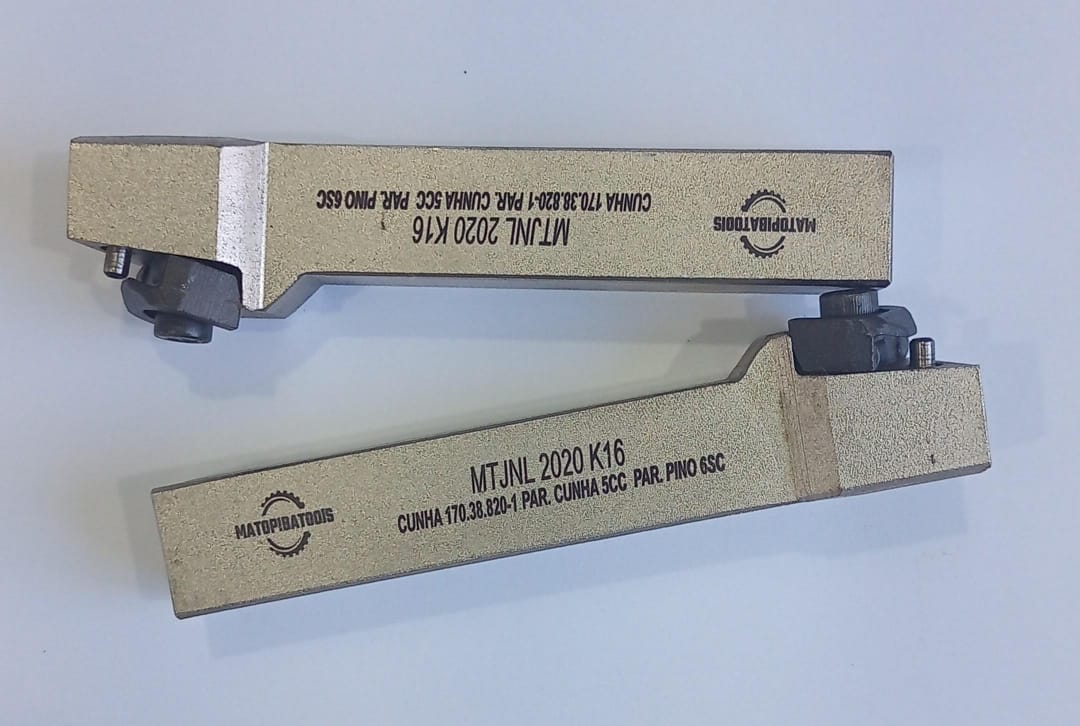 MTJNL 2020 K16
CUNHA 170.38.820-1 PAR. CUNHA 5CC PAR. PINO 6SC
MATOPIBATOOIS
MTJNL 2020 K16
CUNHA 170.38.820-1 PAR. CUNHA 5CC PAR. PINO 6SC
MATOPIBATOOIS